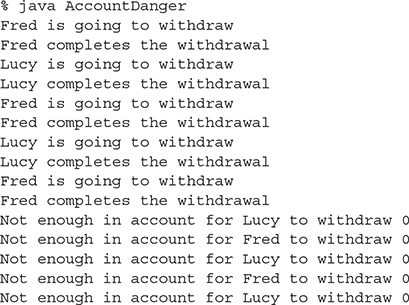 % java AccountDanger
Fred is going to withdraw
Fred completes the withdrawal
Lucy is going to withdraw
Lucy completes the withdrawal
Fred is going to withdraw
Fred completes the withdrawal
Lucy is going to withdraw
Lucy completes the withdrawal
Fred is going to withdraw
Fred completes the withdrawal
Not enough in account for Lucy to withdraw 0
Not enough in account for Fred to withdraw 0
Not enough in account for Lucy to withdraw 0
Not enough in account for Fred to withdraw 0
Not enough in account for Lucy to withdraw 0